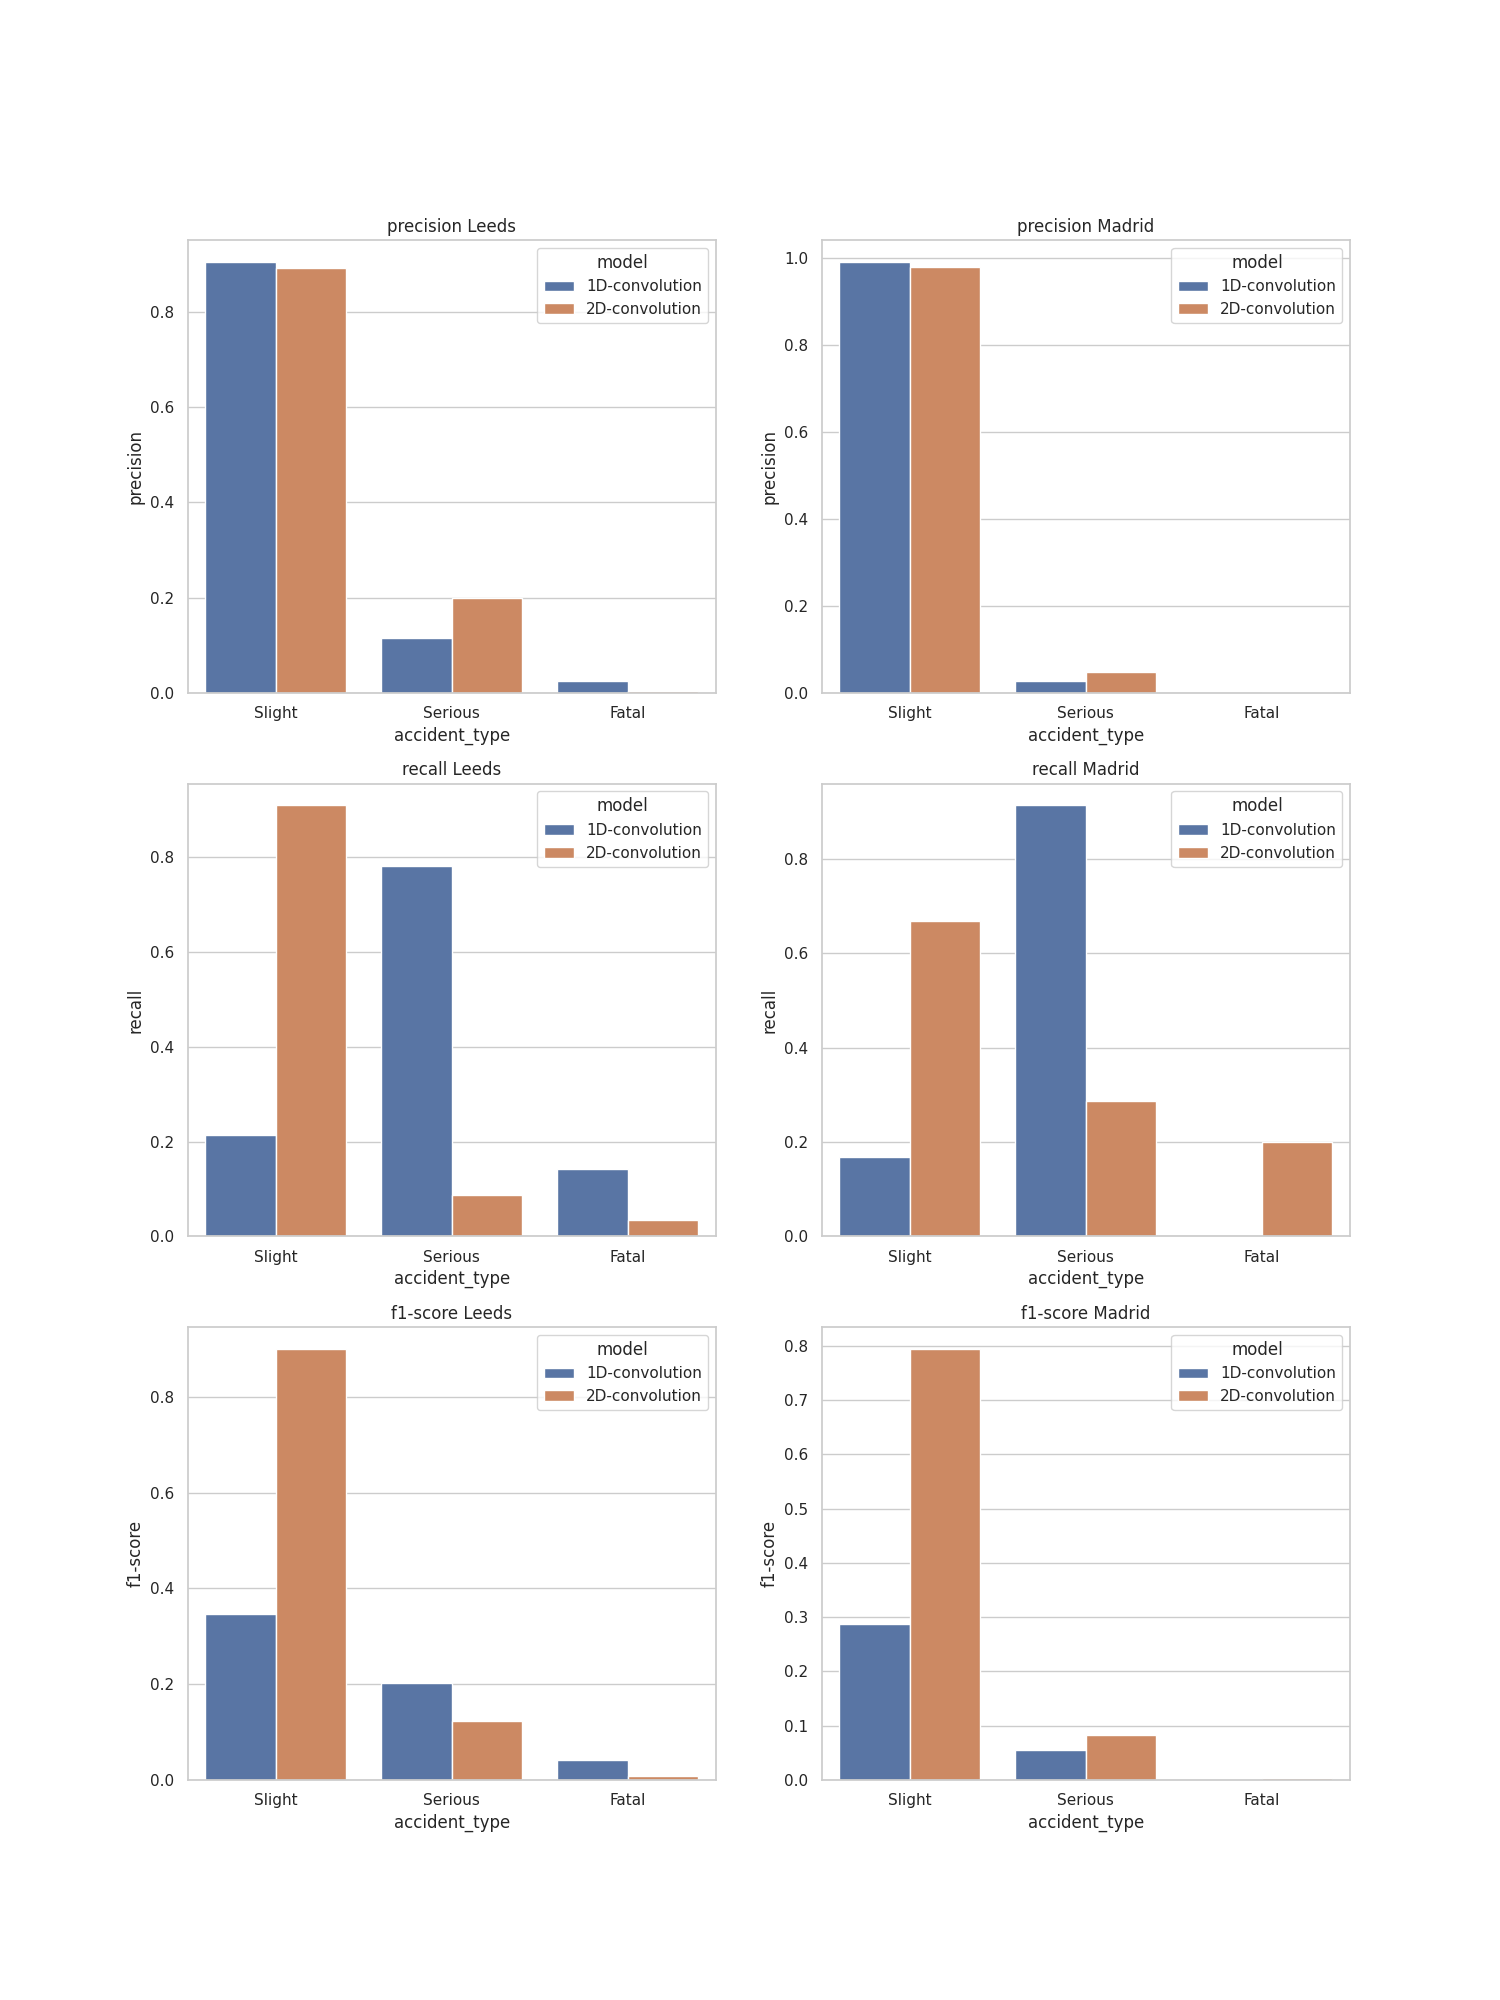 precision Leeds
model
1D-convolution
2D-convolution
0.8
0.6
0.4
0.2
0.0
precision
Slight Serious Fatal
accident_type
precision Madrid
model
1D-convolution
2D-convolution
1.0
0.8
0.6
0.4
0.2
0.0
precision
Slight Serious Fatal
accident_type
recall Leeds
model
1D-convolution
2D-convolution
0.8
0.6
0.4
0.2
0.0
recall
Slight Serious Fatal
accident_type
recall Madrid
model
1D-convolution
2D-convolution
0.8
0.6
0.4
0.2
0.0
recall
Slight Serious Fatal
accident_type
f1-score Leeds
model
1D-convolution
2D-convolution
0.8
0.6
0.4
0.2
0.0
f1-score
Slight Serious Fatal
accident_type
f1-score Madrid
model
1D-convolution
2D-convolution
0.8
0.7
0.6
0.5
0.4
0.3
0.2
0.1
0.0
f1-score
Slight Serious Fatal
accident_type